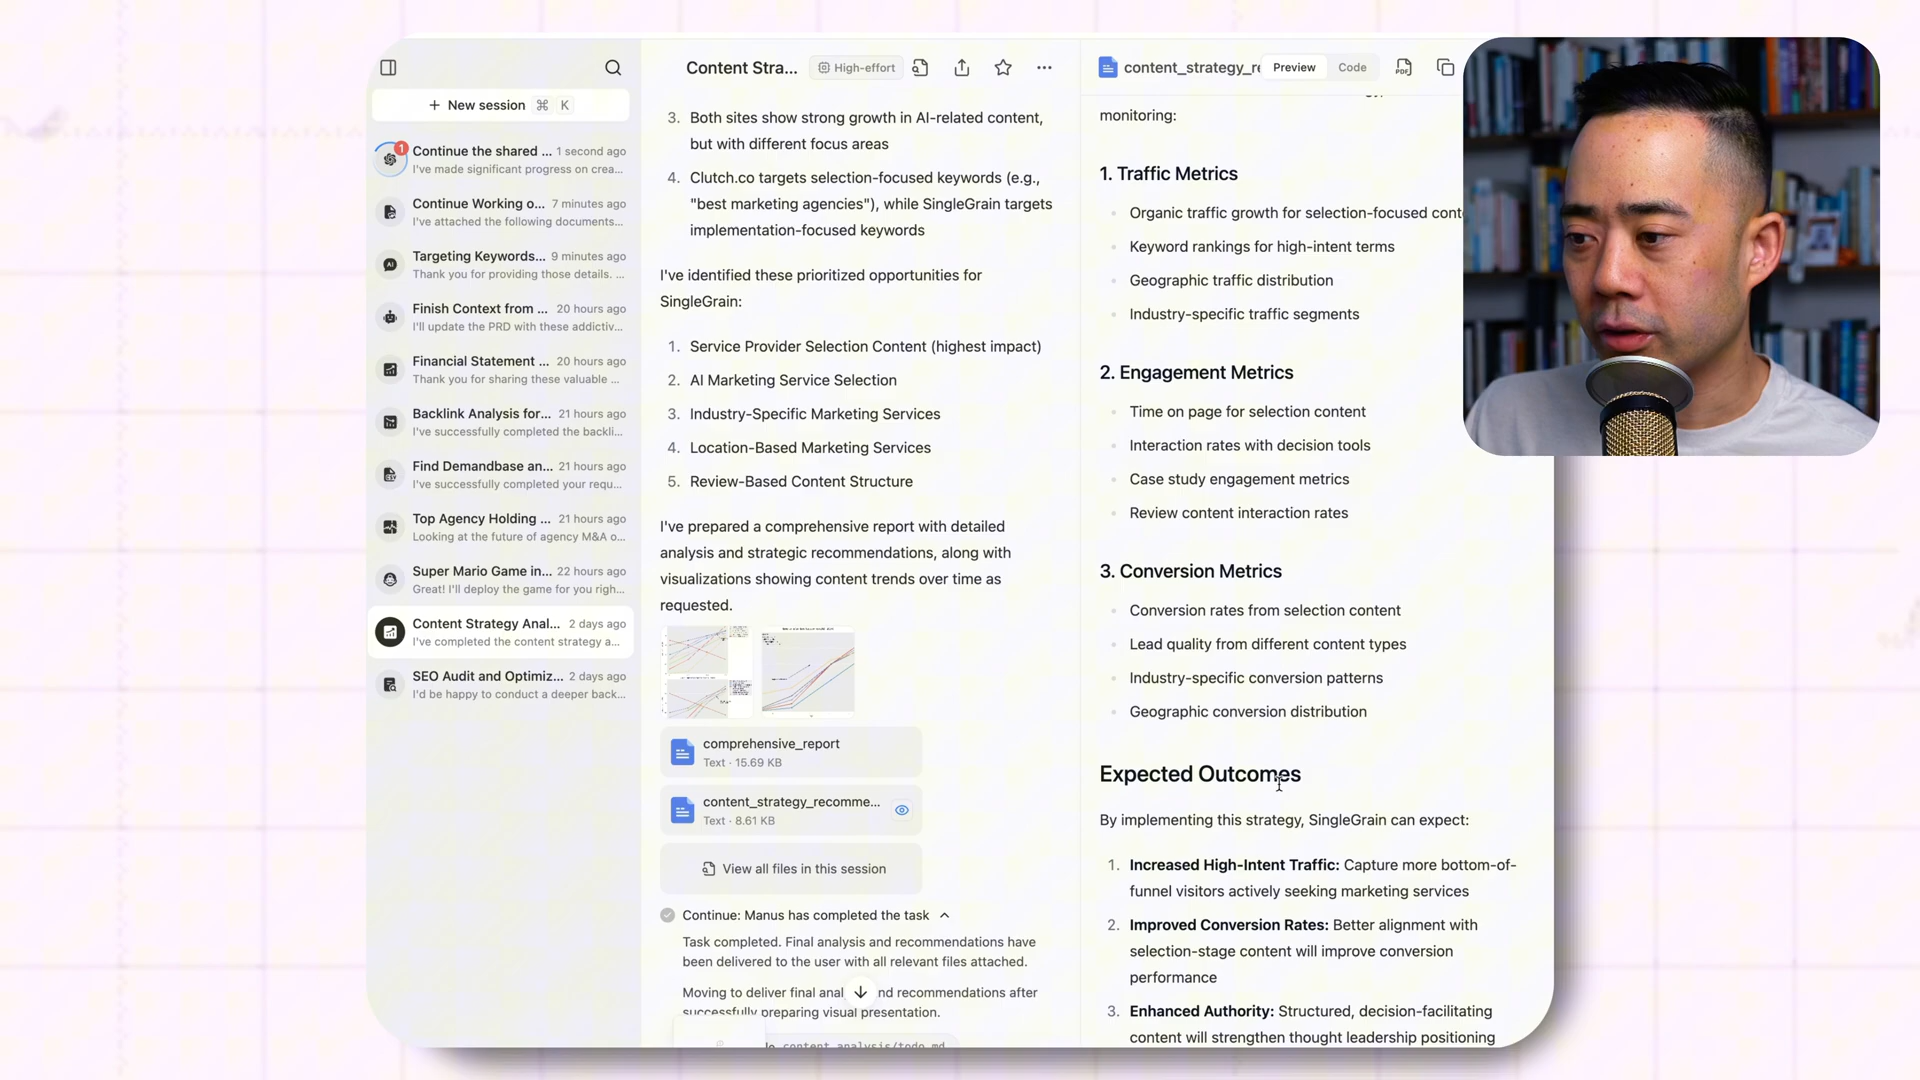 New session ⌘ K
Continue the shared ... 1 second ago
1
I've made significant progress on crea...
Continue Working o... 7 minutes ago
I've attached the following documents...
Targeting Keywords... 9 minutes ago
Thank you for providing those details. ...
Finish Context from ... 20 hours ago
I'll update the PRD with these addictiv...
Financial Statement ... 20 hours ago
Thank you for sharing these valuable ...
Backlink Analysis for... 21 hours ago
I've successfully completed the backli...
Find Demandbase an... 21 hours ago
I've successfully completed your requ...
Top Agency Holding ... 21 hours ago
Looking at the future of agency M&A o...
Super Mario Game in... 22 hours ago
Great! I'll deploy the game for you righ...
Content Strategy Anal... 2 days ago
I've completed the content strategy a...
SEO Audit and Optimiz... 2 days ago
I'd be happy to conduct a deeper back...
Content Stra... High-effort
3. Both sites show strong growth in AI-related content,
but with different focus areas
4. Clutch.co targets selection-focused keywords (e.g.,
"best marketing agencies"), while SingleGrain targets
implementation-focused keywords
I've identified these prioritized opportunities for
SingleGrain:
1. Service Provider Selection Content (highest impact)
2. AI Marketing Service Selection
3. Industry-Specific Marketing Services
4. Location-Based Marketing Services
5. Review-Based Content Structure
I've prepared a comprehensive report with detailed
analysis and strategic recommendations, along with
visualizations showing content trends over time as
requested.
comprehensive_report
Text · 15.69 KB
content_strategy_recomme...
Text · 8.61 KB
View all files in this session
Continue: Manus has completed the task
Task completed. Final analysis and recommendations have
been delivered to the user with all relevant files attached.
Moving to deliver final anal nd recommendations after
successfully preparing visual presentation.
content_analysis/todo.md
content_strategy_re Preview Code
PDF
monitoring:
1. Traffic Metrics
Organic traffic growth for selection-focused conte
Keyword rankings for high-intent terms
Geographic traffic distribution
Industry-specific traffic segments
2. Engagement Metrics
Time on page for selection content
Interaction rates with decision tools
Case study engagement metrics
Review content interaction rates
3. Conversion Metrics
Conversion rates from selection content
Lead quality from different content types
Industry-specific conversion patterns
Geographic conversion distribution
Expected Outcomes
By implementing this strategy, SingleGrain can expect:
1. Increased High-Intent Traffic: Capture more bottom-of-
funnel visitors actively seeking marketing services
2. Improved Conversion Rates: Better alignment with
selection-stage content will improve conversion
performance
3. Enhanced Authority: Structured, decision-facilitating
content will strengthen thought leadership positioning